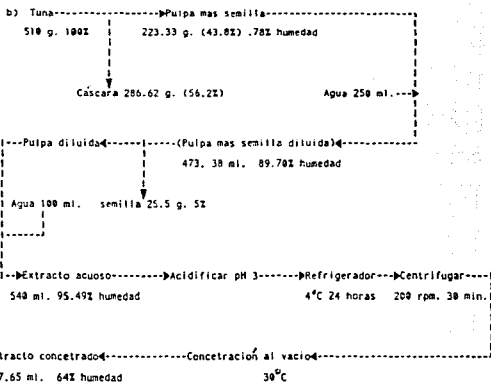 b) Tuna Pulpa mas semilla
510 g. 100% 223.33 g. (43.8%) .78% humedad
Cáscara 286.62 g. (56.2%) Agua 250 ml.
Pulpa diluida (Pulpa mas semilla diluida)
473. 38 ml. 89.70% humedad
Agua 100 ml. semilla 25.5 g. 5%
Extracto acuoso Acidificar pH 3 Refrigerador Centrifugar
540 ml. 95.49% humedad 4°C 24 horas 200 rpm. 30 min.
tracto concetrado Concetración al vacio
7.65 ml. 64% humedad 30°C